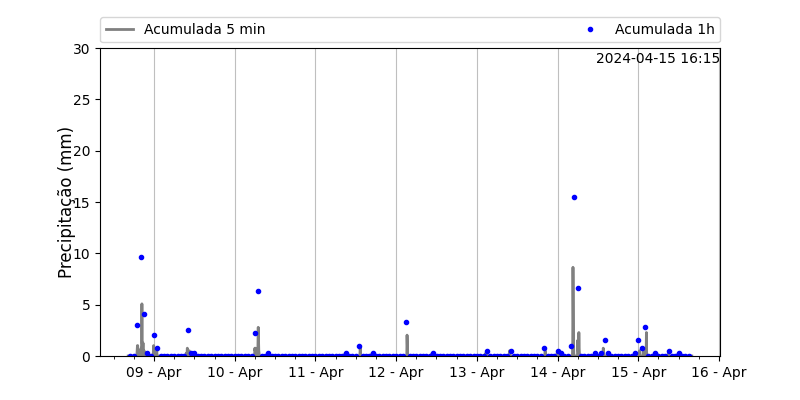 Acumulada 5 min
Acumulada 1h
2024-04-15 16:15
Precipitação (mm)
30
25
20
15
10
5
0
09 - Apr 10 - Apr 11 - Apr 12 - Apr 13 - Apr 14 - Apr 15 - Apr 16 - Apr